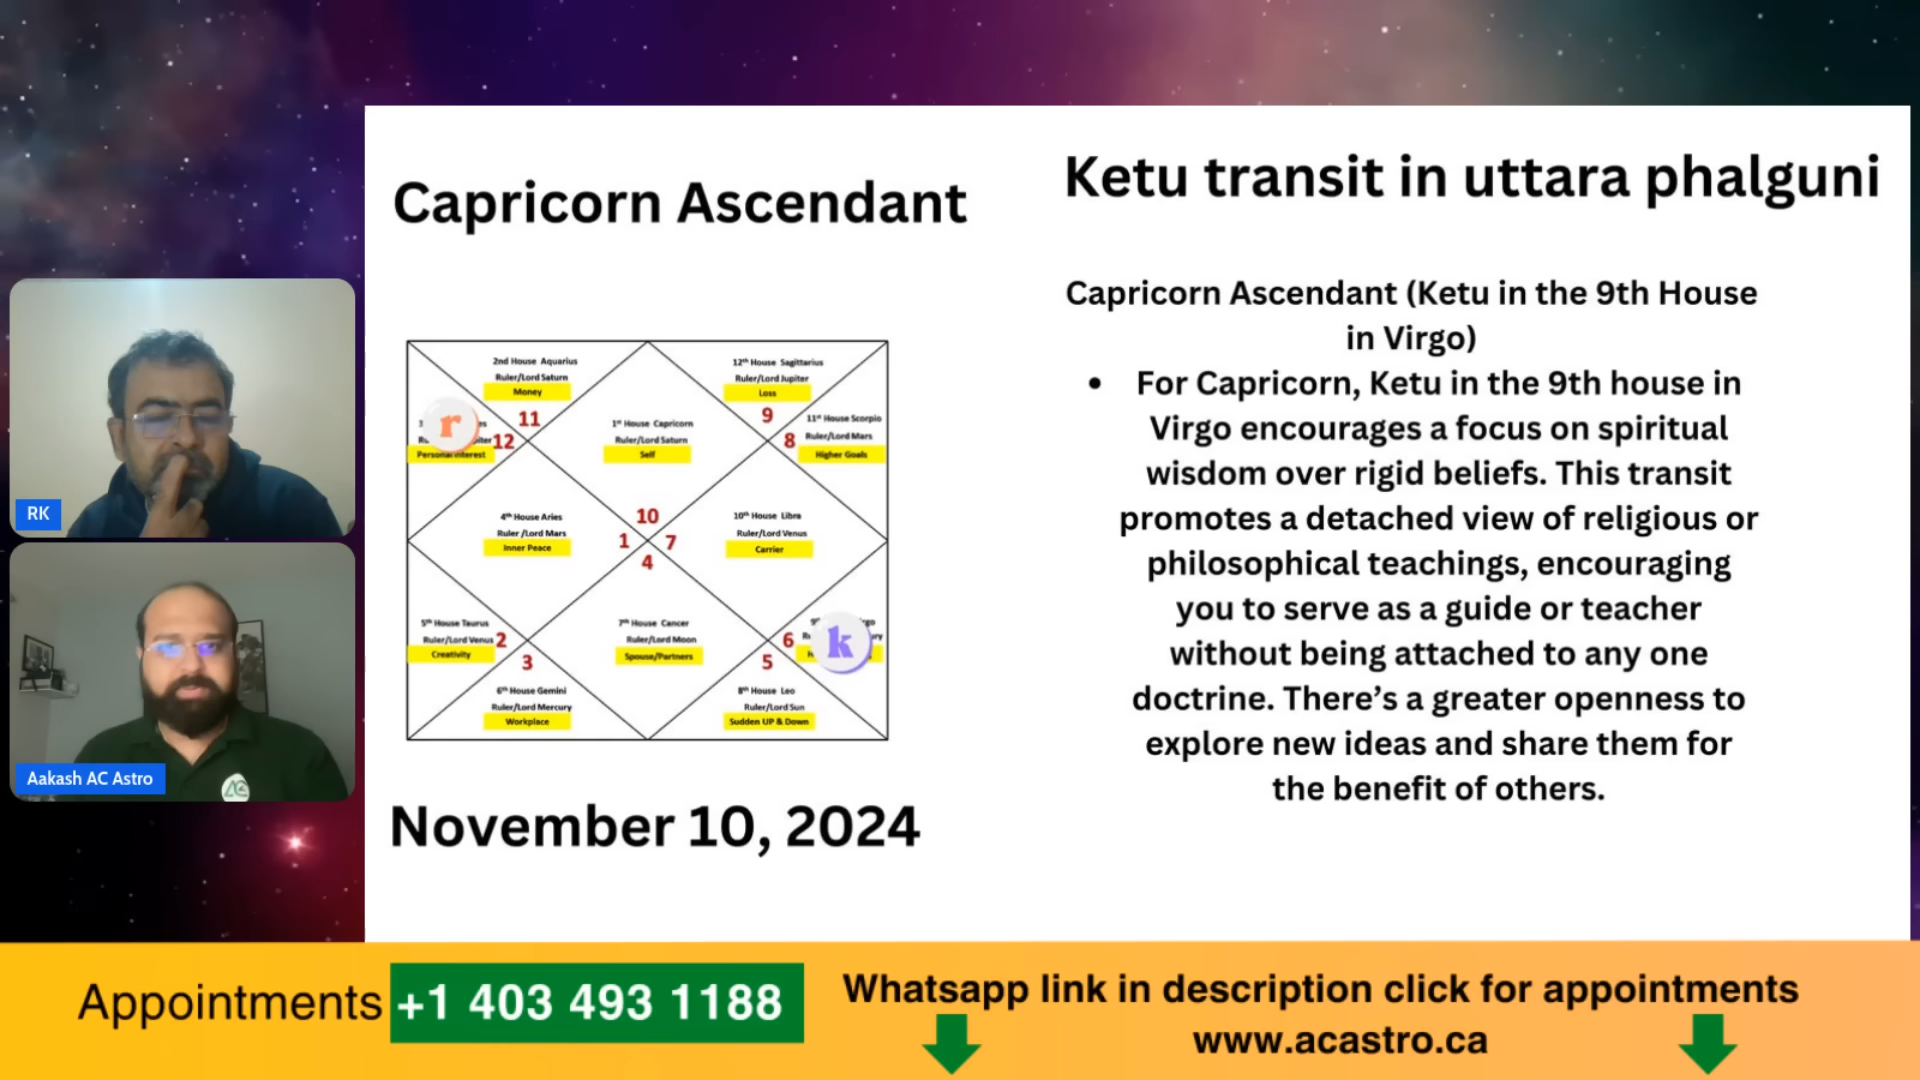 Capricorn Ascendant
Ketu transit in uttara phalguni
Capricorn Ascendant (Ketu in the 9th House
in Virgo)
• For Capricorn, Ketu in the 9th house in
Virgo encourages a focus on spiritual
wisdom over rigid beliefs. This transit
promotes a detached view of religious or
philosophical teachings, encouraging
you to serve as a guide or teacher
without being attached to any one
doctrine. There's a greater openness to
explore new ideas and share them for
the benefit of others.
2nd House Aquarius
Ruler/Lord Saturn
Money
11
12th House Sagittarius
Ruler/Lord Jupiter
Loss
9
r
12
Personal Interest
1st House Capricorn
Ruler/Lord Saturn
Self
11th House Scorpio
8 Ruler/Lord Mars
Higher Goals
4th House Aries
Ruler /Lord Mars
Inner Peace
10
1 7
4
10th House Libra
Ruler/Lord Venus
Carrier
5th House Taurus
Ruler/Lord Venus 2
Creativity
3
7th House Cancer
Ruler/Lord Moon
Spouse/Partners
6
k
5
6th House Gemini
Ruler/Lord Mercury
Workplace
8th House Leo
Ruler/Lord Sun
Sudden UP & Down
November 10, 2024
RK
Aakash AC Astro
AC
Appointments +1 403 493 1188
Whatsapp link in description click for appointments
www.acastro.ca